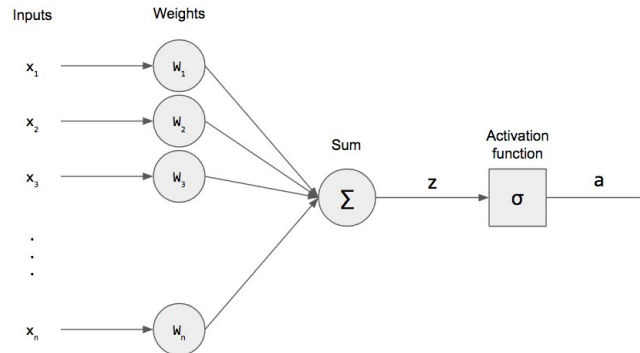 Inputs
Weights
x1
W1
x2
W2
Sum
Activation
function
x3
W3
Σ
z
σ
a
.
.
.
xn
Wn